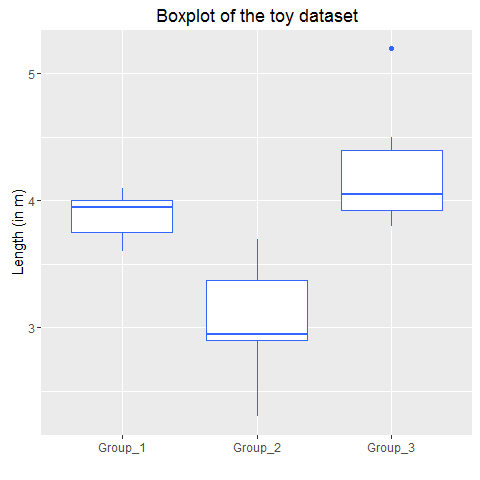 Boxplot of the toy dataset
Length (in m)
5
4
3
Group_1 Group_2 Group_3